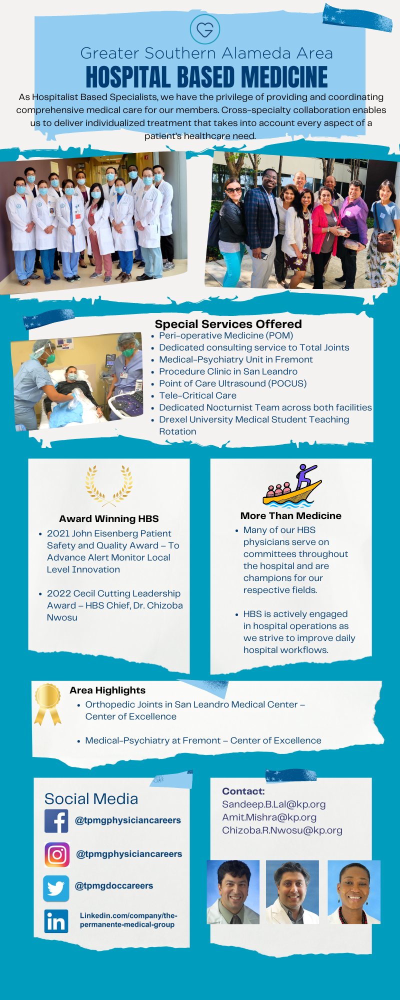 Greater Southern Alameda Area
HOSPITAL BASED MEDICINE
As Hospitalist Based Specialists, we have the privilege of providing and coordinating
comprehensive medical care for our members. Cross-specialty collaboration enables
us to deliver individualized treatment that takes into account every aspect of a
patient's healthcare need.
Special Services Offered
• Peri-operative Medicine (POM)
• Dedicated consulting service to Total Joints
• Medical-Psychiatry Unit in Fremont
• Procedure Clinic in San Leandro
• Point of Care Ultrasound (POCUS)
• Tele-Critical Care
• Dedicated Nocturnist Team across both facilities
• Drexel University Medical Student Teaching
Rotation
Award Winning HBS
• 2021 John Eisenberg Patient
Safety and Quality Award – To
Advance Alert Monitor Local
Level Innovation
• 2022 Cecil Cutting Leadership
Award – HBS Chief, Dr. Chizoba
Nwosu
More Than Medicine
• Many of our HBS
physicians serve on
committees throughout
the hospital and are
champions for our
respective fields.
• HBS is actively engaged
in hospital operations as
we strive to improve daily
hospital workflows.
Area Highlights
• Orthopedic Joints in San Leandro Medical Center –
Center of Excellence
• Medical-Psychiatry at Fremont – Center of Excellence
Social Media
@tpmgphysiciancareers
@tpmgphysiciancareers
@tpmgdoccareers
Linkedin.com/company/the-
permanente-medical-group
Contact:
Sandeep.B.Lal@kp.org
Amit.Mishra@kp.org
Chizoba.R.Nwosu@kp.org